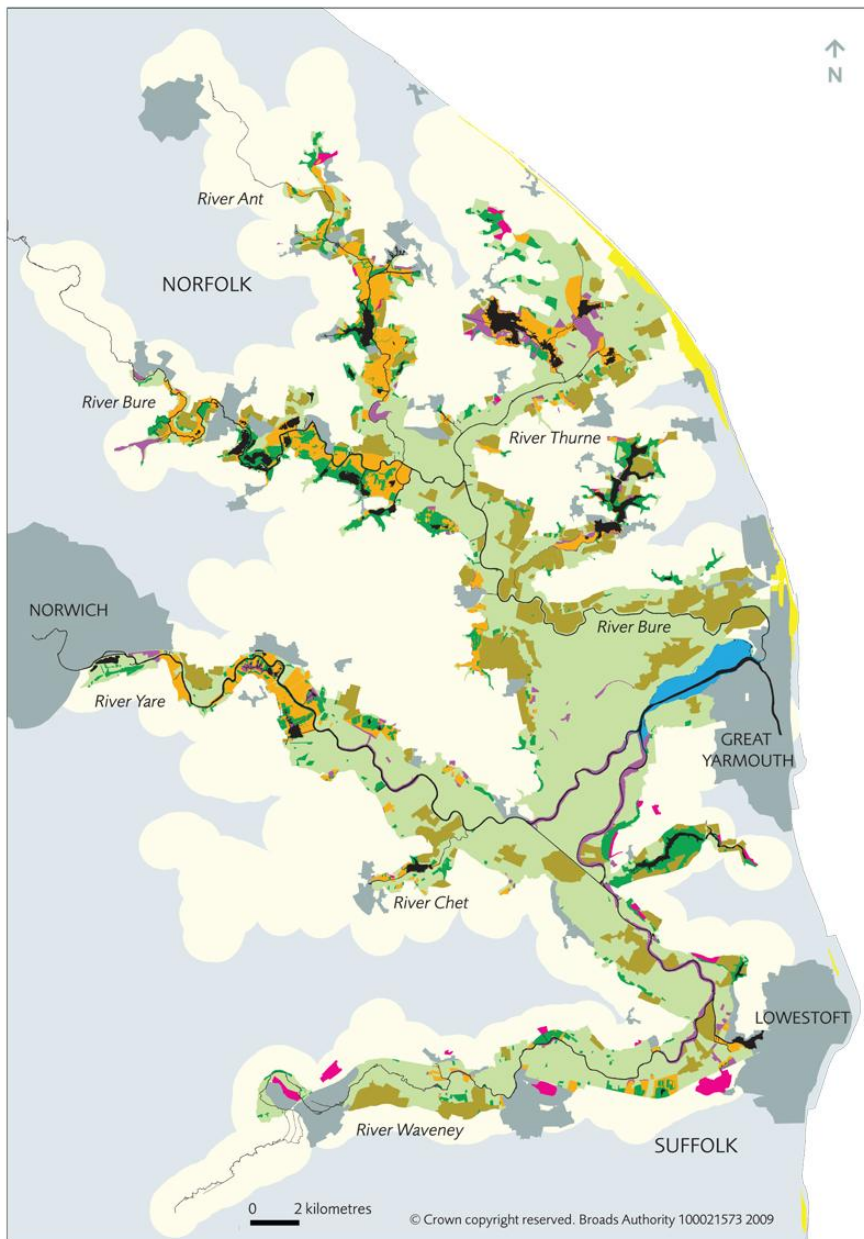 N
River Ant
NORFOLK
River Bure
River Thurne
NORWICH
River Bure
River Yare
GREAT
YARMOUTH
River Chet
LOWESTOFT
River Waveney
SUFFOLK
0 2 kilometres
© Crown copyright reserved. Broads Authority 100021573 2009